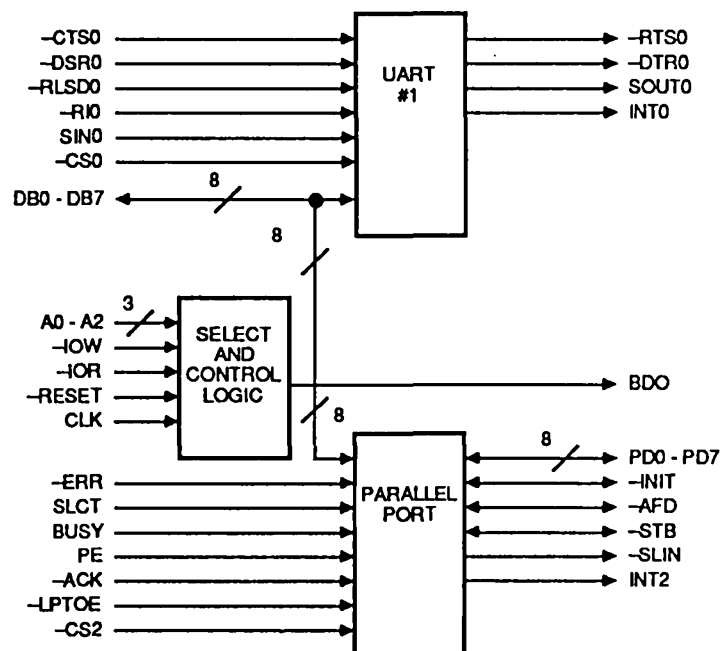 –CTS0
–DSR0
–RLSD0
–RI0
SIN0
–CS0
DB0 - DB7
8
8
UART
#1
–RTS0
–DTR0
SOUT0
INT0
A0 - A2
3
–IOW
–IOR
–RESET
CLK
SELECT
AND
CONTROL
LOGIC
BDO
8
–ERR
SLCT
BUSY
PE
–ACK
–LPTOE
–CS2
PARALLEL
PORT
8
PD0 - PD7
–INIT
–AFD
–STB
–SLIN
INT2